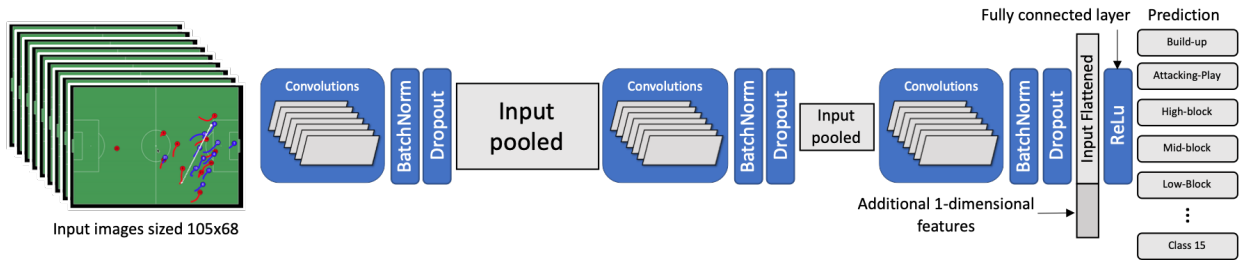 Input images sized 105x68
Convolutions
BatchNorm
Dropout
Input
pooled
Convolutions
BatchNorm
Dropout
Input
pooled
Convolutions
BatchNorm
Dropout
Input Flattened
Additional 1-dimensional
features
Fully connected layer
ReLu
Prediction
Build-up
Attacking-Play
High-block
Mid-block
Low-Block
⋮
Class 15